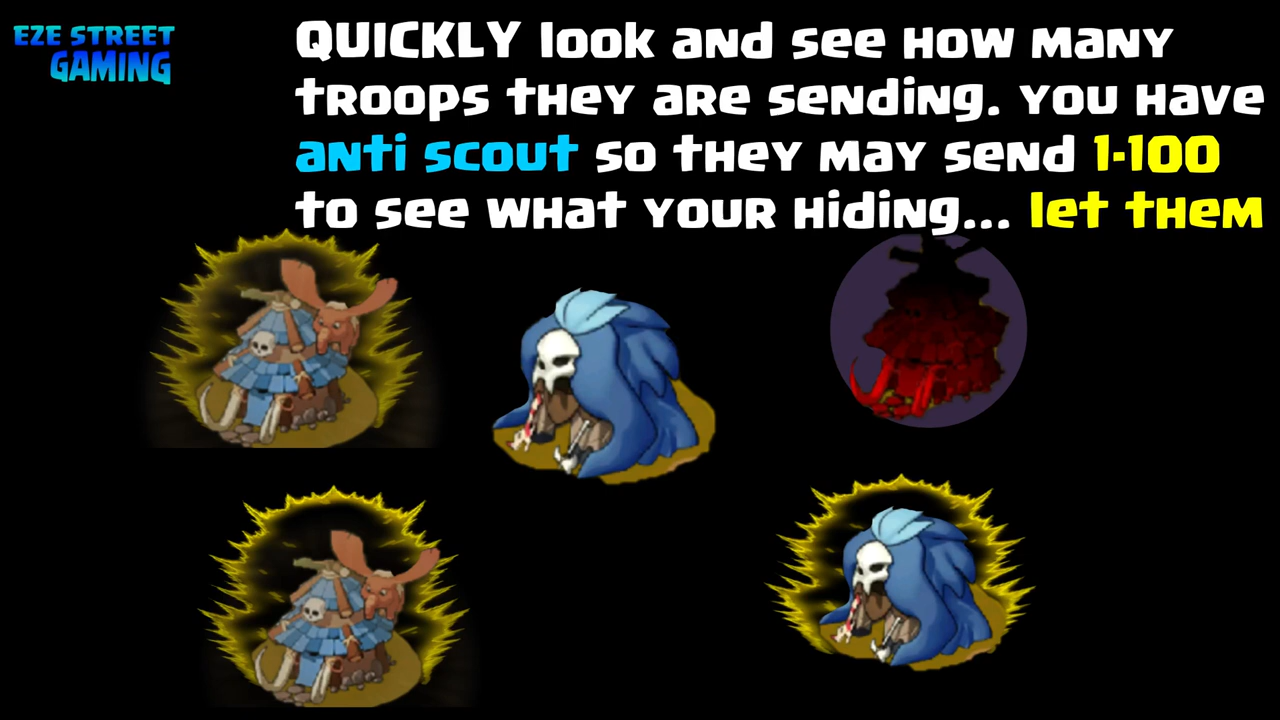 EZE STREET
GAMING
QUICKLY look and see how many
troops they are sending. You have
anti scout so they may send 1-100
to see what your hiding... let them